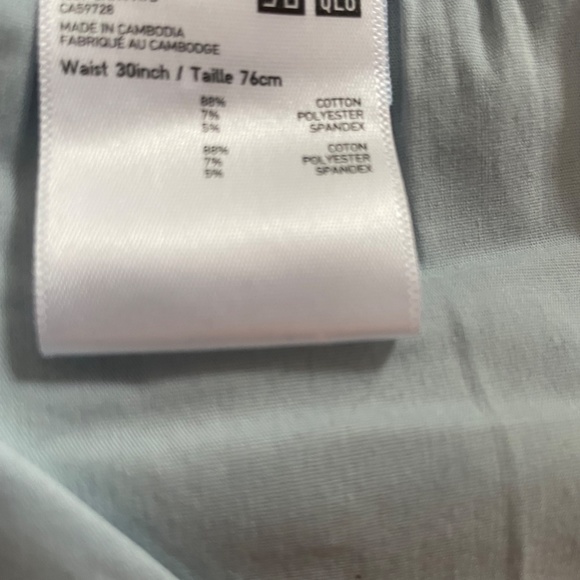 CA59728
MADE IN CAMBODIA
FABRIQUÉ AU CAMBODGE
Waist 30inch / Taille 76cm
88% COTTON
7% POLYESTER
5% SPANDEX
88% COTON
7% POLYESTER
5% SPANDEX